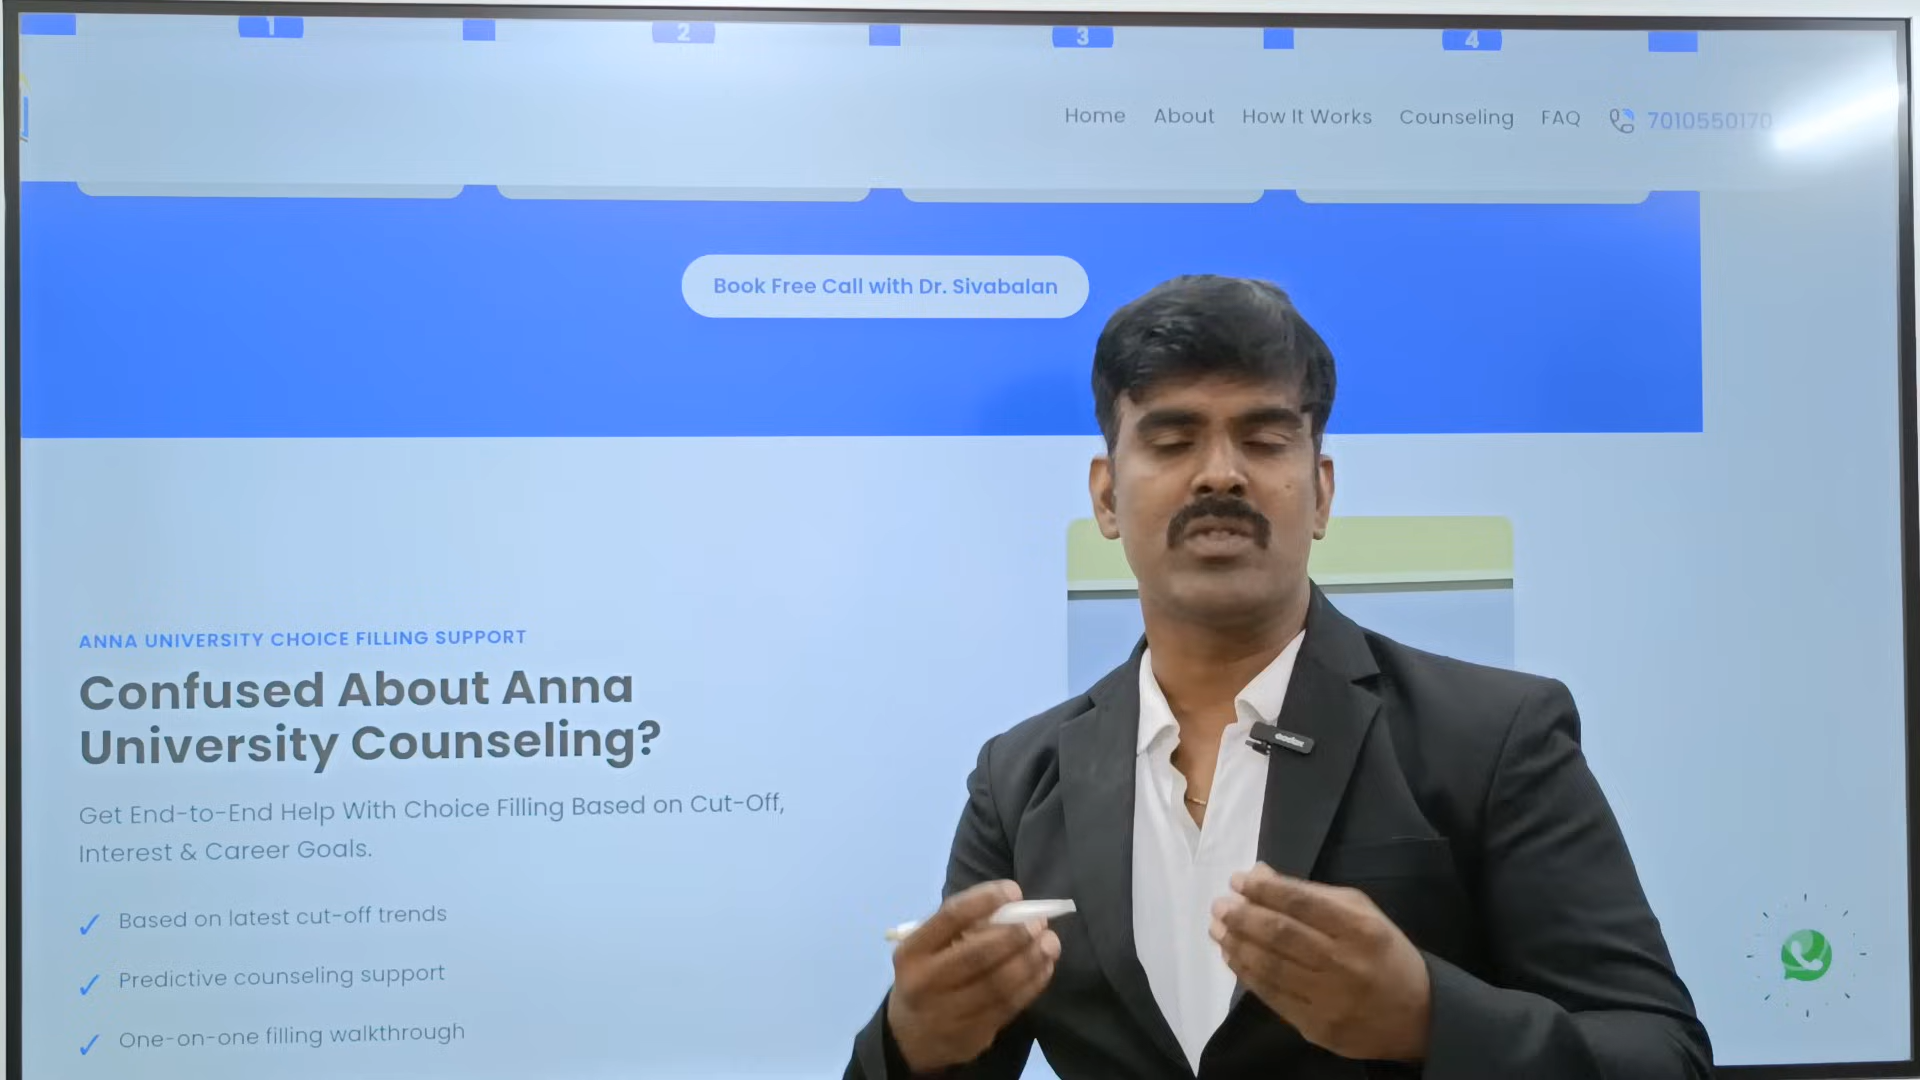 1
2
3
4
Home About How It Works Counseling FAQ 7010550170
Book Free Call with Dr. Sivabalan
ANNA UNIVERSITY CHOICE FILLING SUPPORT
Confused About Anna
University Counseling?
Get End-to-End Help With Choice Filling Based on Cut-Off,
Interest & Career Goals.
✓ Based on latest cut-off trends
✓ Predictive counseling support
✓ One-on-one filling walkthrough